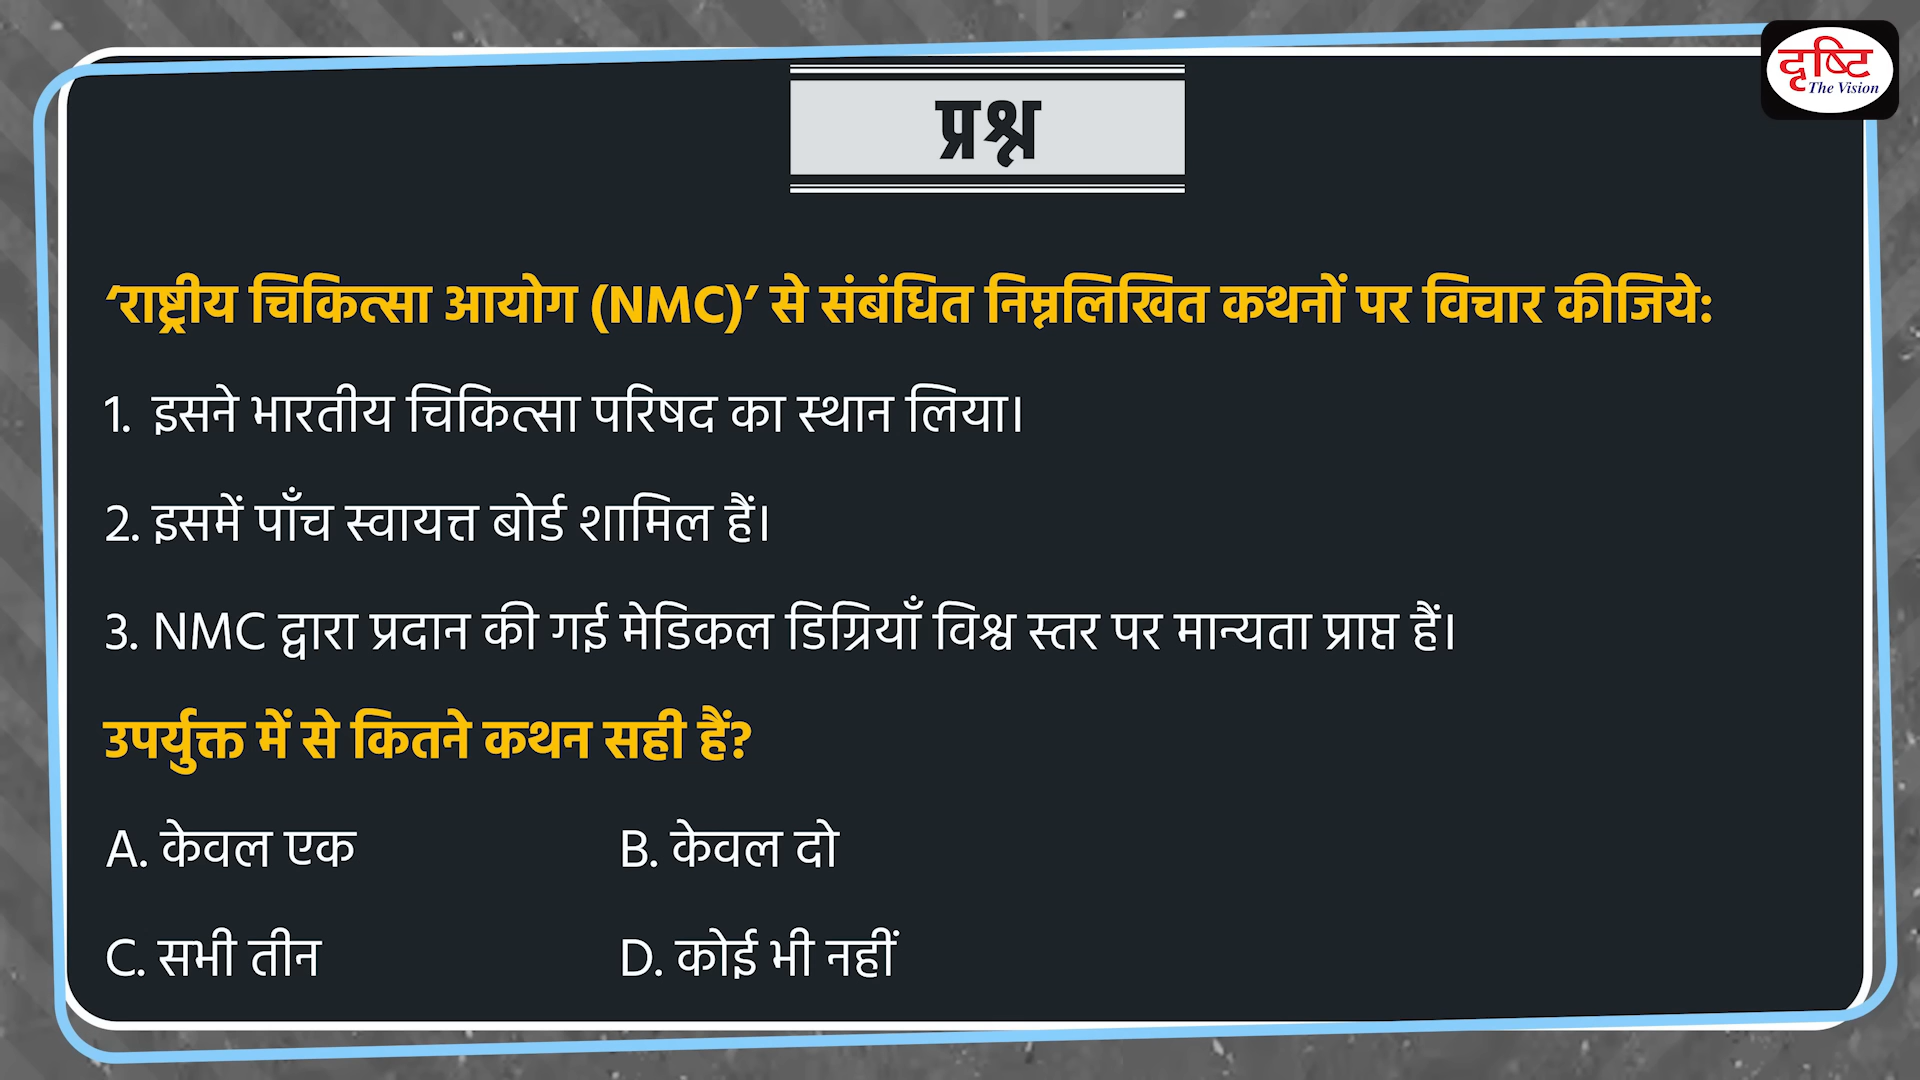 दृष्टि
The Vision
प्रश्न
‘राष्ट्रीय चिकित्सा आयोग (NMC)’ से संबंधित निम्नलिखित कथनों पर विचार कीजिये:
1. इसने भारतीय चिकित्सा परिषद का स्थान लिया।
2. इसमें पाँच स्वायत्त बोर्ड शामिल हैं।
3. NMC द्वारा प्रदान की गई मेडिकल डिग्रियाँ विश्व स्तर पर मान्यता प्राप्त हैं।
उपर्युक्त में से कितने कथन सही हैं?
A. केवल एक B. केवल दो
C. सभी तीन D. कोई भी नहीं